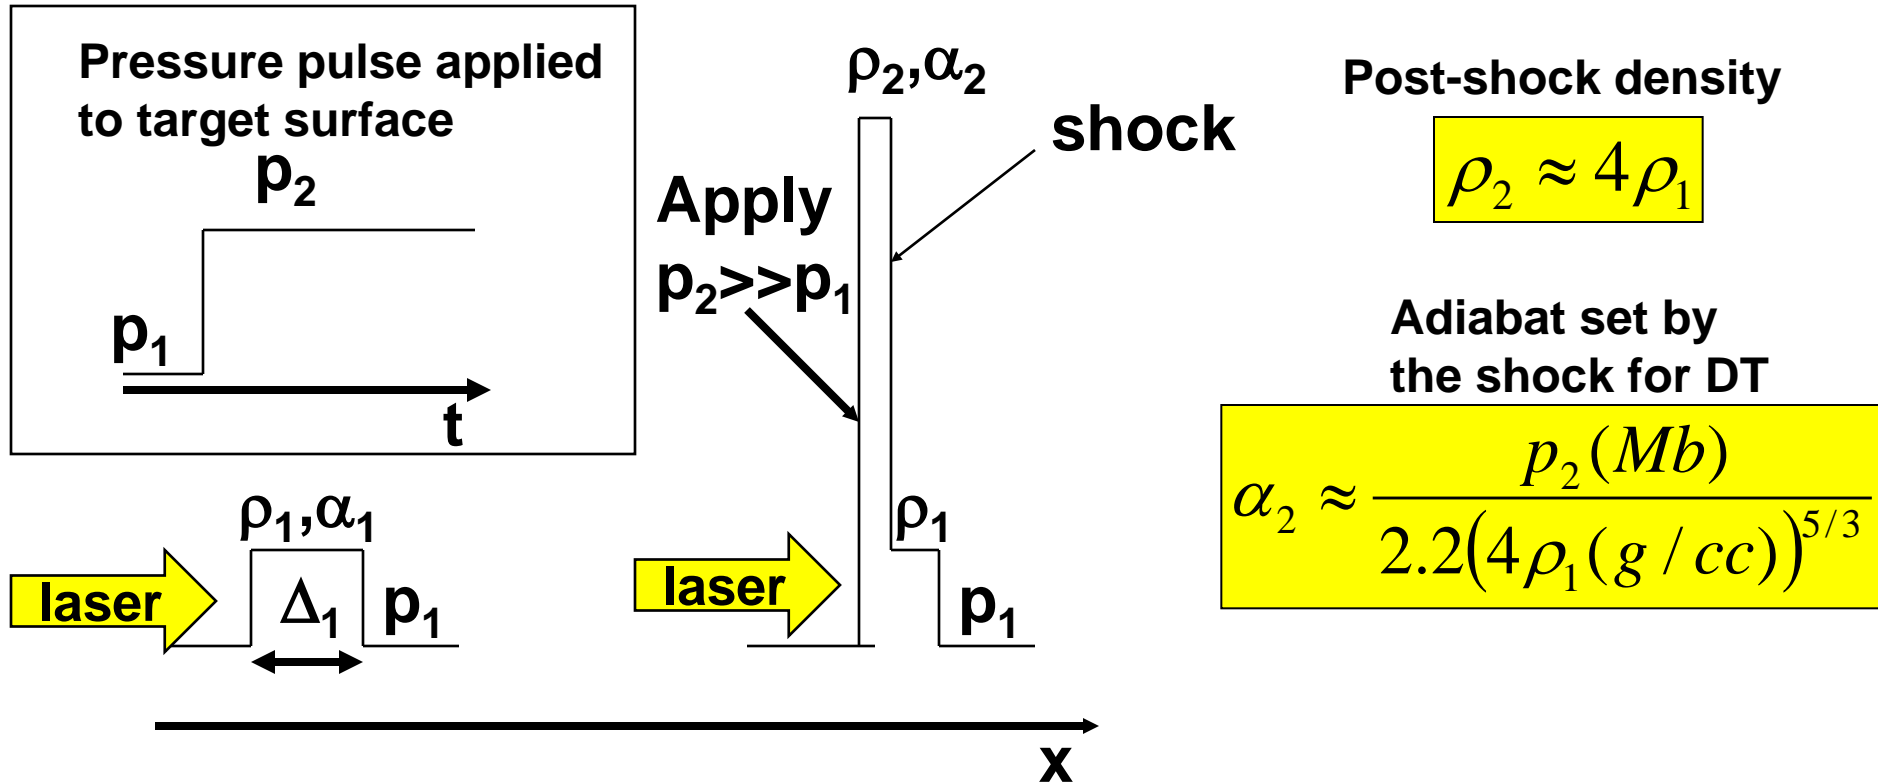 Pressure pulse applied
to target surface
p₂
p₁
t
ρ₁,α₁
laser
Δ₁
p₁
ρ₂,α₂
shock
Apply
p₂>>p₁
ρ₁
laser
p₁
x
Post-shock density
ρ₂ ≈ 4ρ₁
Adiabat set by
the shock for DT
α₂ ≈ p₂(Mb) / 2.2(4ρ₁(g / cc))^{5/3}